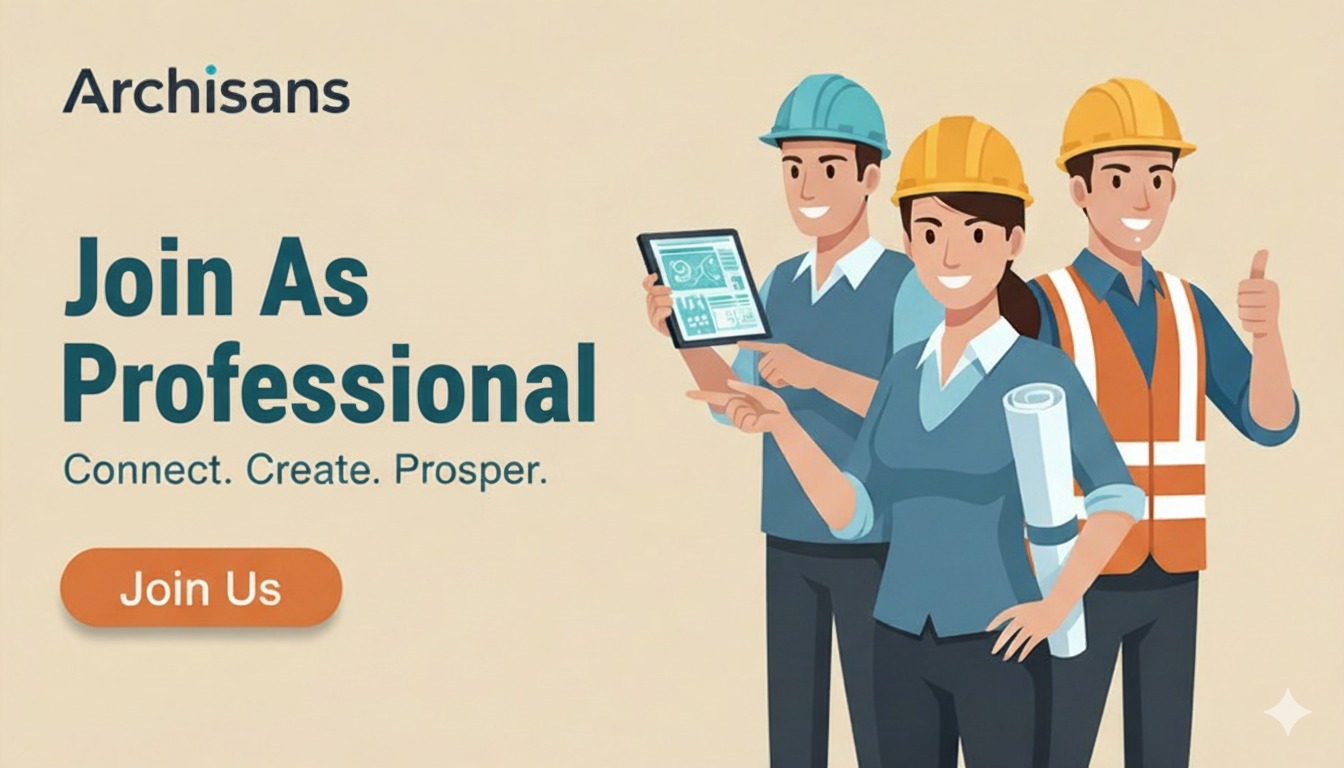 Archisans
Join As
Professional
Connect. Create. Prosper.
Join Us